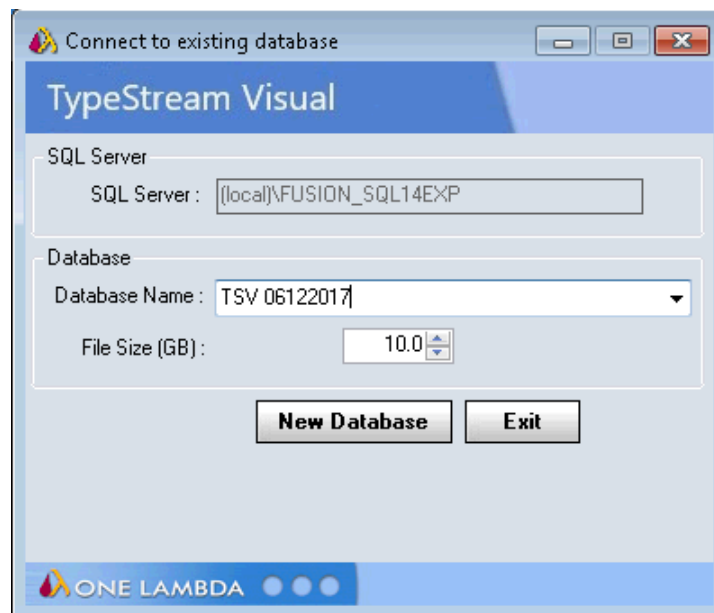 Connect to existing database
TypeStream Visual
SQL Server
SQL Server : (local)\FUSION_SQL14EXP
Database
Database Name : TSV 06122017
File Size (GB) : 10.0
New Database Exit
ONE LAMBDA